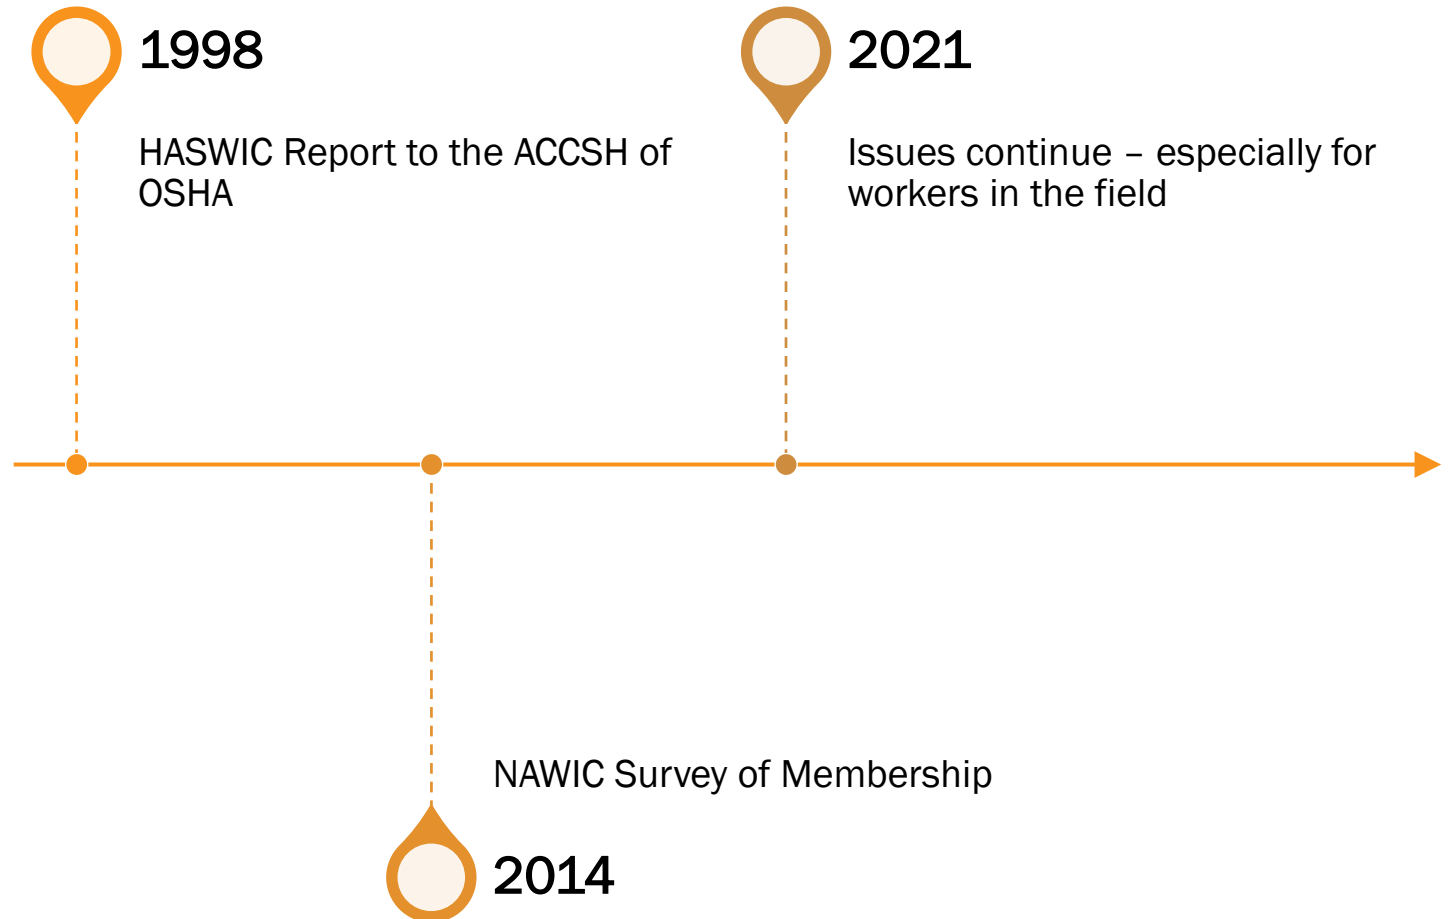 1998
HASWIC Report to the ACCSH of
OSHA
2021
Issues continue – especially for
workers in the field
NAWIC Survey of Membership
2014